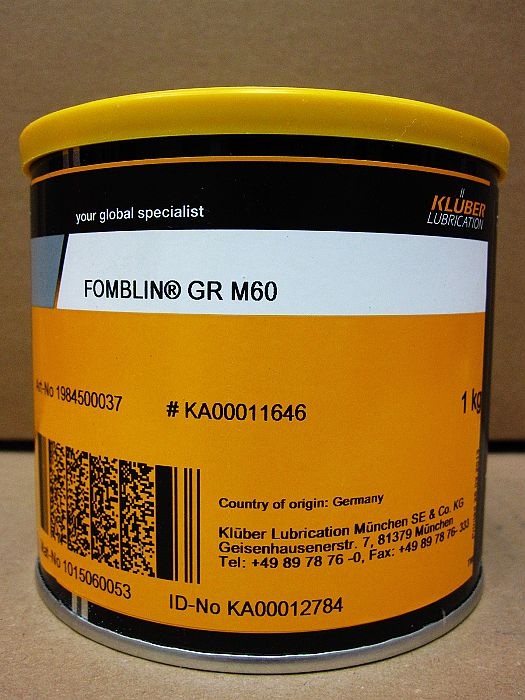 your global specialist
KLÜBER
LUBRICATION
FOMBLIN® GR M60
Art-No 1984500037
# KA00011646
1 kg
Country of origin: Germany
Klüber Lubrication München SE & Co. KG
Geisenhausenerstr. 7, 81379 München
Tel: +49 89 78 76 -0, Fax: +49 89 78 76- 333
1015060053
ID-No KA00012784